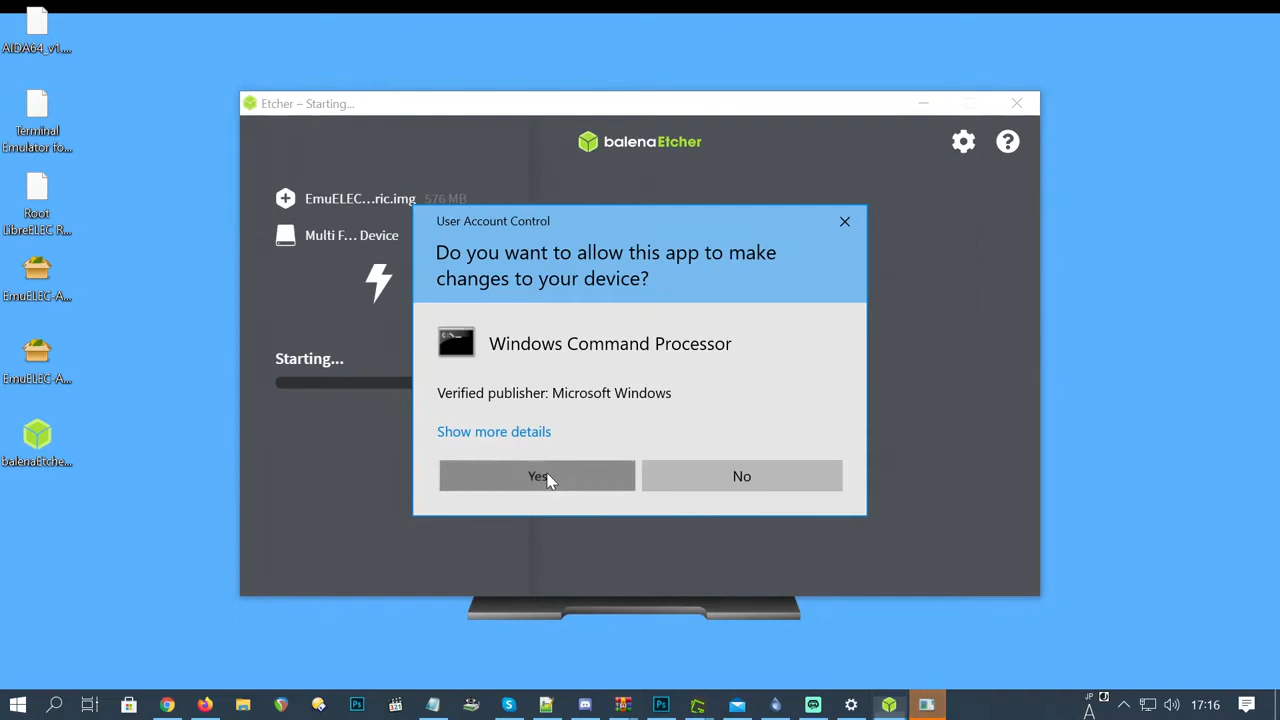 AIDA64_v1....
Terminal
Emulator fo...
Root
LibreELEC R...
EmuELEC-A...
EmuELEC-A...
balenaEtche...
Etcher – Starting...
balenaEtcher
EmuELEC...ric.img 576 MB
Multi F... Device
Starting...
User Account Control
Do you want to allow this app to make
changes to your device?
Windows Command Processor
Verified publisher: Microsoft Windows
Show more details
Yes
No
JP
A
17:16